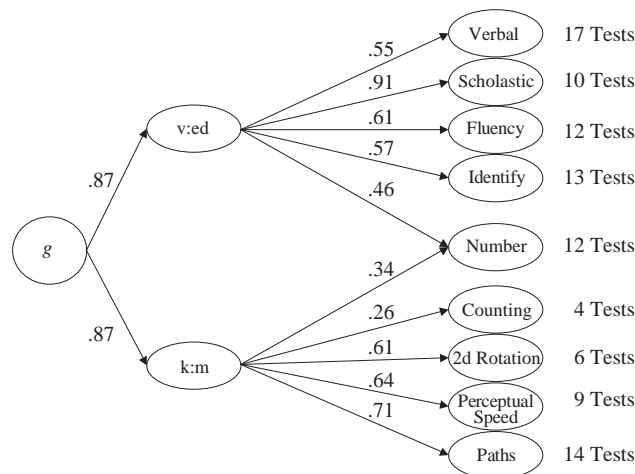 .55 Verbal 17 Tests
.91 Scholastic 10 Tests
v:ed .61 Fluency 12 Tests
.57 Identify 13 Tests
.87 .46
g Number 12 Tests
.34
.87 .26 Counting 4 Tests
k:m .61 2d Rotation 6 Tests
.64 Perceptual 9 Tests
Speed
.71 Paths 14 Tests